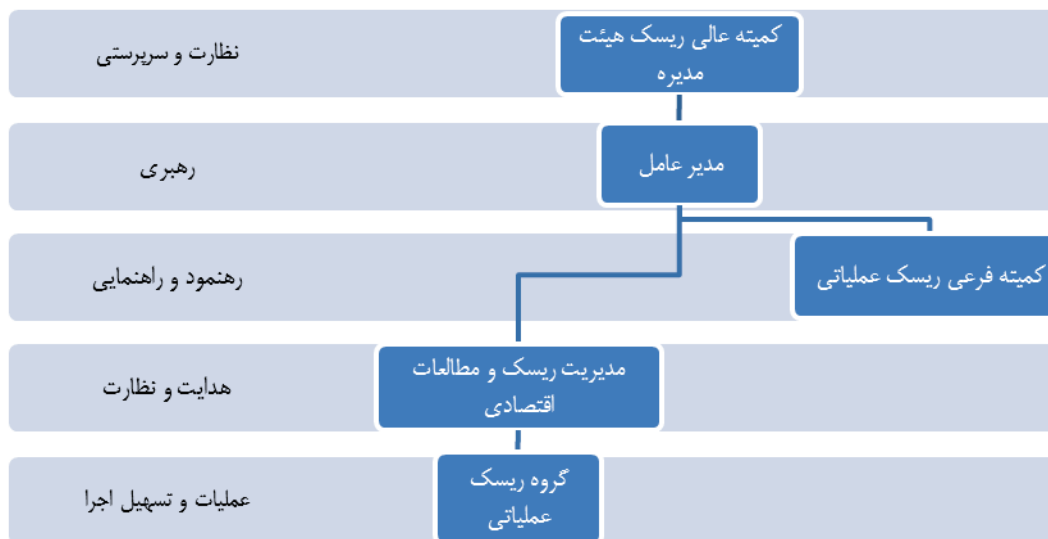 کمیته عالی ریسک هیئت
مدیره
نظارت و سرپرستی
مدیر عامل
رهبری
کمیته فرعی ریسک عملیاتی
رهنمود و راهنمایی
مدیریت ریسک و مطالعات
اقتصادی
هدایت و نظارت
گروه ریسک
عملیاتی
عملیات و تسهیل اجرا